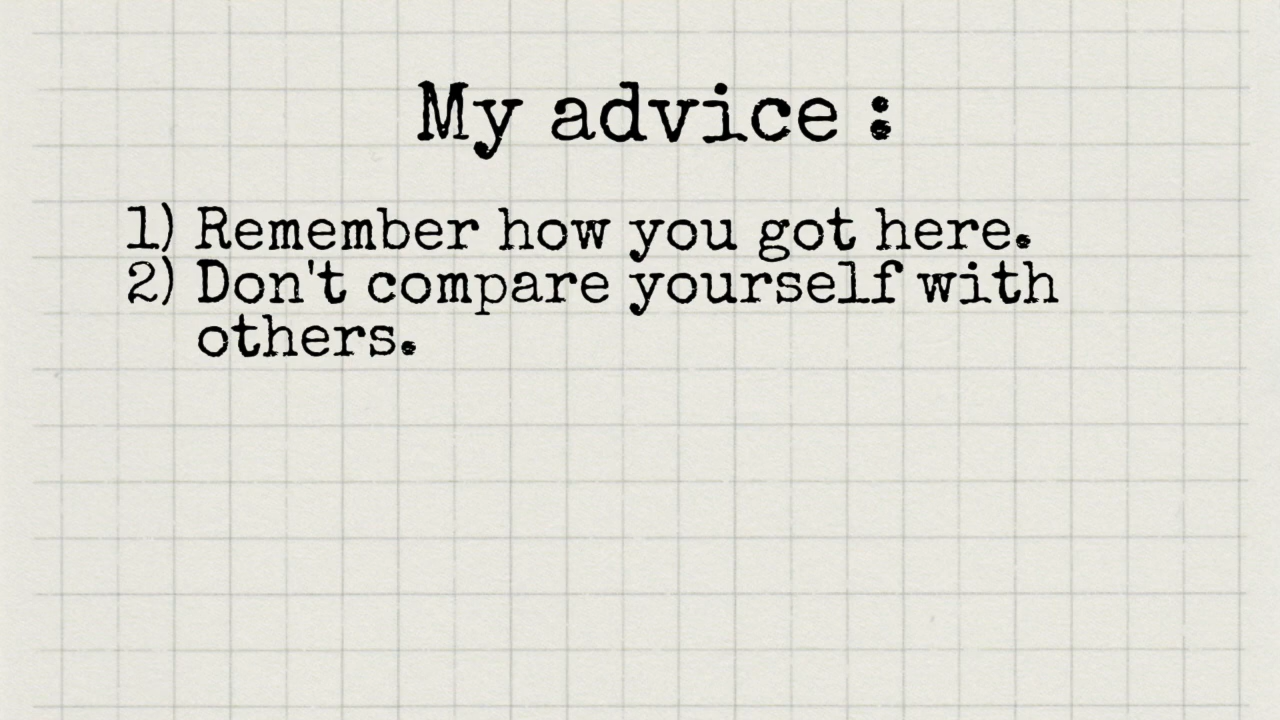 My advice :
1) Remember how you got here.
2) Don't compare yourself with
others.